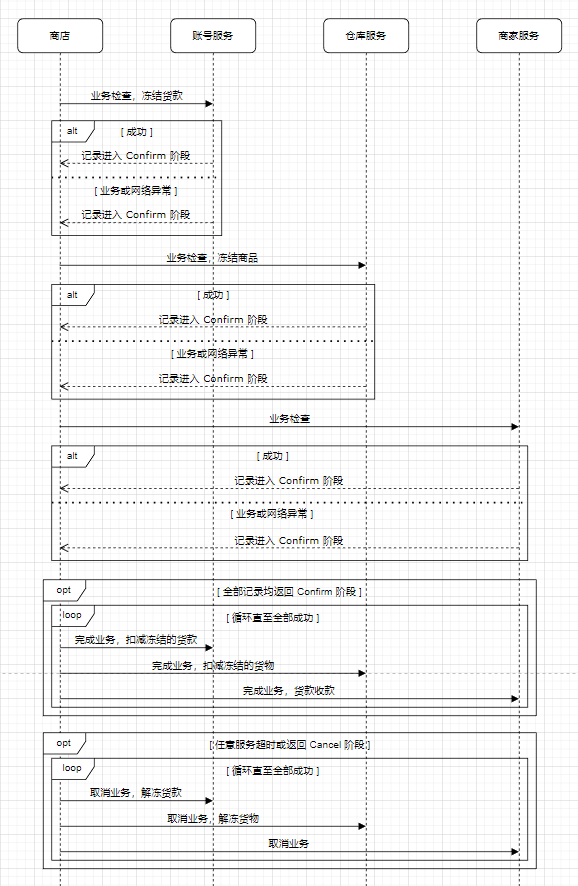 商店
账号服务
仓库服务
商家服务
业务检查，冻结货款
alt
[ 成功 ]
记录进入 Confirm 阶段
[ 业务或网络异常 ]
记录进入 Confirm 阶段
业务检查，冻结商品
alt
[ 成功 ]
记录进入 Confirm 阶段
[ 业务或网络异常 ]
记录进入 Confirm 阶段
业务检查
alt
[ 成功 ]
记录进入 Confirm 阶段
[ 业务或网络异常 ]
记录进入 Confirm 阶段
opt
[ 全部记录均返回 Confirm 阶段 ]
loop
[ 循环直至全部成功 ]
完成业务，扣减冻结的货款
完成业务，扣减冻结的货物
完成业务，货款收款
opt
[ 任意服务超时或返回 Cancel 阶段 ]
loop
[ 循环直至全部成功 ]
取消业务，解冻货款
取消业务，解冻货物
取消业务